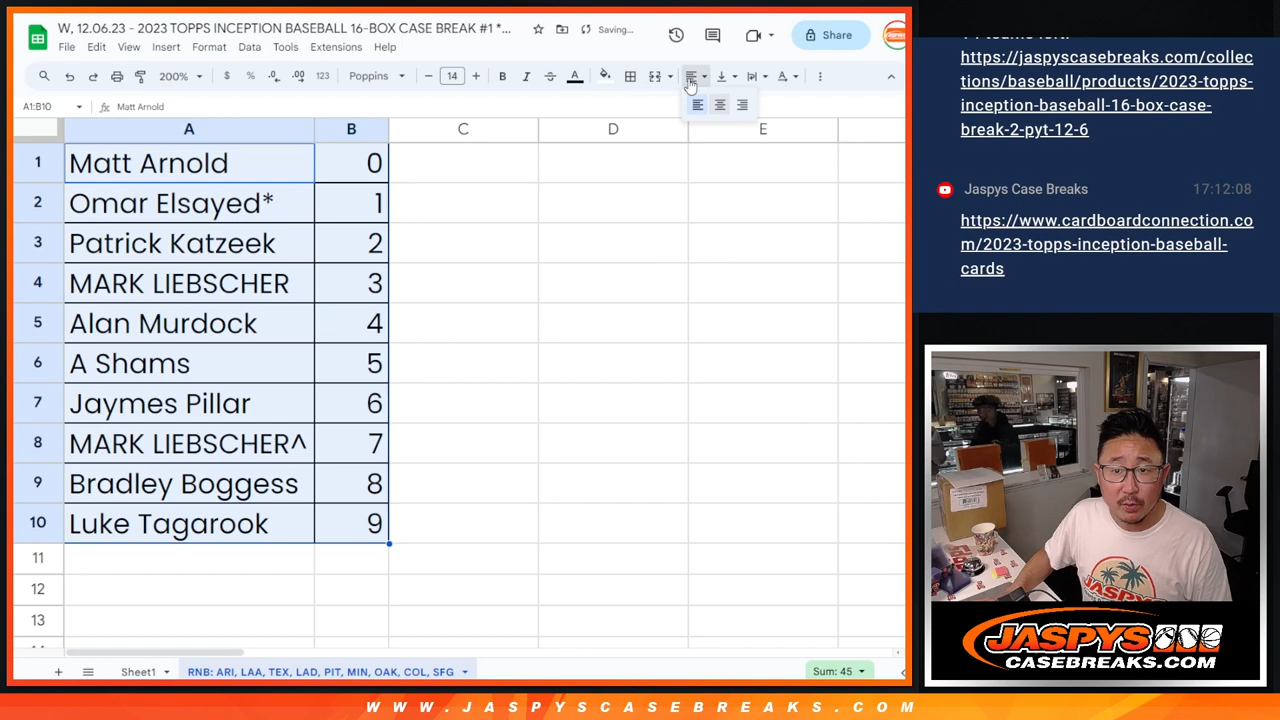 W, 12.06.23 - 2023 TOPPS INCEPTION BASEBALL 16-BOX CASE BREAK #1 *...
Saving...
Share
File Edit View Insert Format Data Tools Extensions Help
200% $ % .0 .00 123 Poppins 14 B I A
A1:B10 fx Matt Arnold
A B C D E
1 Matt Arnold 0
2 Omar Elsayed* 1
3 Patrick Katzeek 2
4 MARK LIEBSCHER 3
5 Alan Murdock 4
6 A Shams 5
7 Jaymes Pillar 6
8 MARK LIEBSCHER^ 7
9 Bradley Boggess 8
10 Luke Tagarook 9
11
12
13
Sheet1 RNB: ARI, LAA, TEX, LAD, PIT, MIN, OAK, COL, SFG Sum: 45
https://jaspyscasebreaks.com/collec
tions/baseball/products/2023-topps-
inception-baseball-16-box-case-
break-2-pyt-12-6
Jaspys Case Breaks 17:12:08
https://www.cardboardconnection.co
m/2023-topps-inception-baseball-
cards
JASPYS
JASPYS
CASEBREAKS.COM
WWW.JASPYSCASEBREAKS.COM